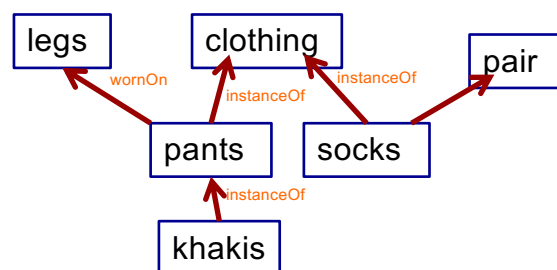 legs
clothing
pair
wornOn
instanceOf
instanceOf
pants
socks
instanceOf
khakis